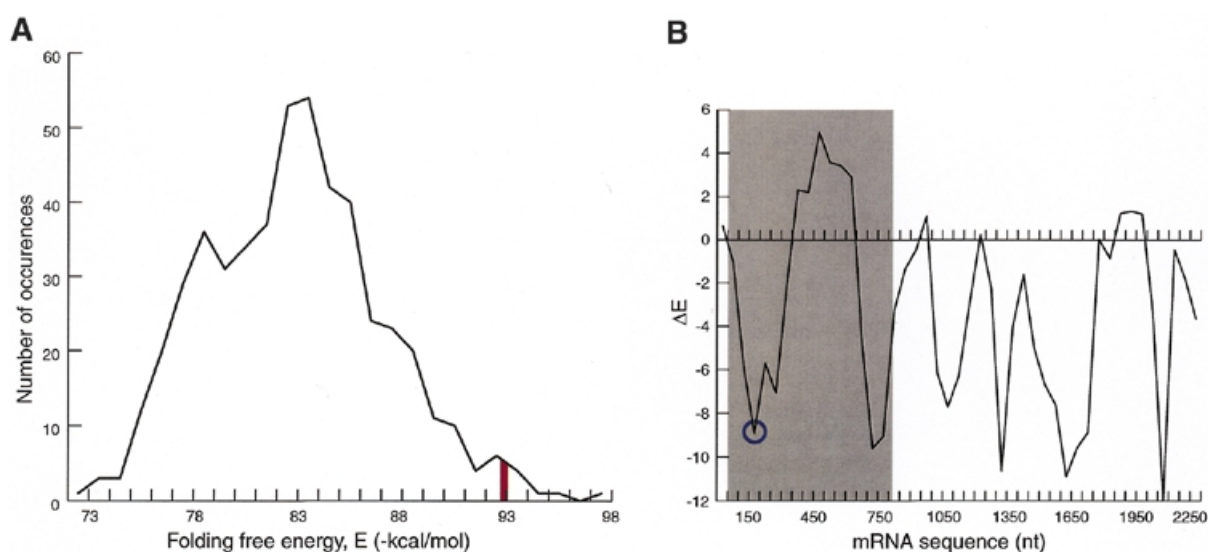 A
60
50
40
30
20
10
0
Number of occurences
73 78 83 88 93 98
Folding free energy, E (-kcal/mol)
B
6
4
2
0
-2
-4
-6
-8
-10
-12
ΔE
150 450 750 1050 1350 1650 1950 2250
mRNA sequence (nt)